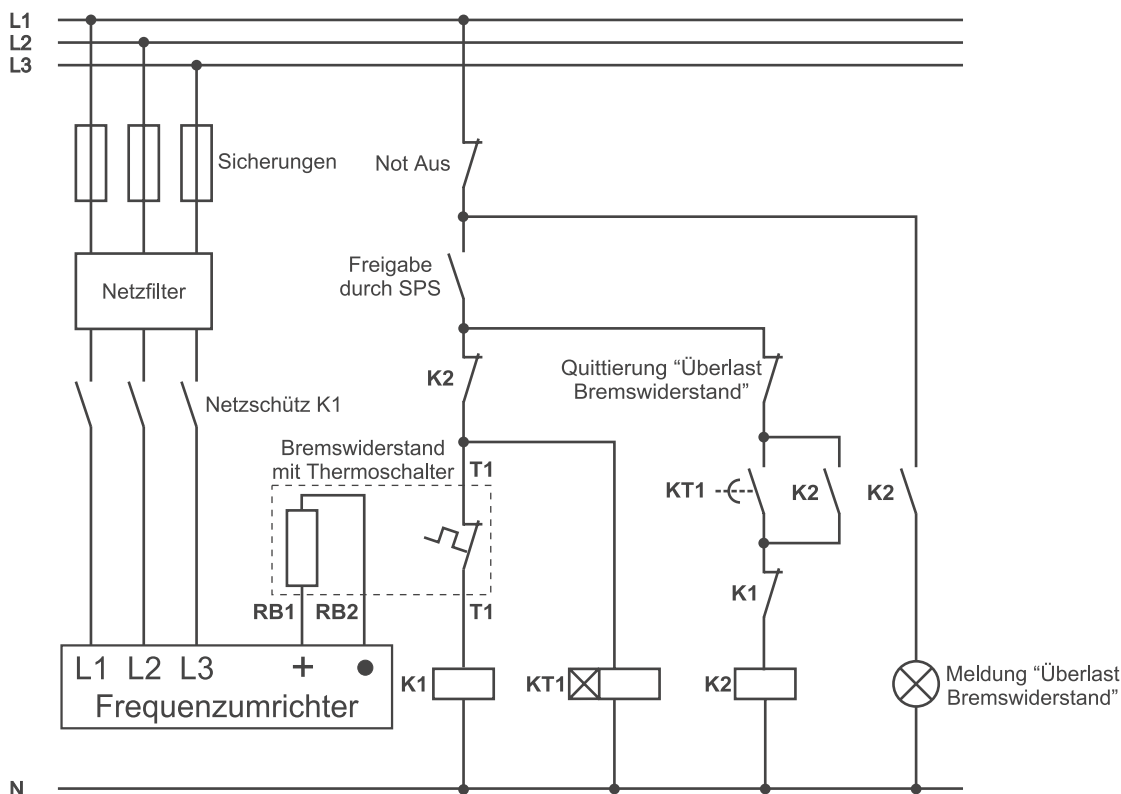 L1
L2
L3
Sicherungen
Not Aus
Netzfilter
Freigabe
durch SPS
K2
Quittierung “Überlast
Bremswiderstand”
Netzschütz K1
Bremswiderstand
mit Thermoschalter
T1
KT1
K2
K2
K1
RB1
RB2
T1
L1
L2
L3
+
Frequenzumrichter
K1
KT1
K2
Meldung “Überlast
Bremswiderstand”
N